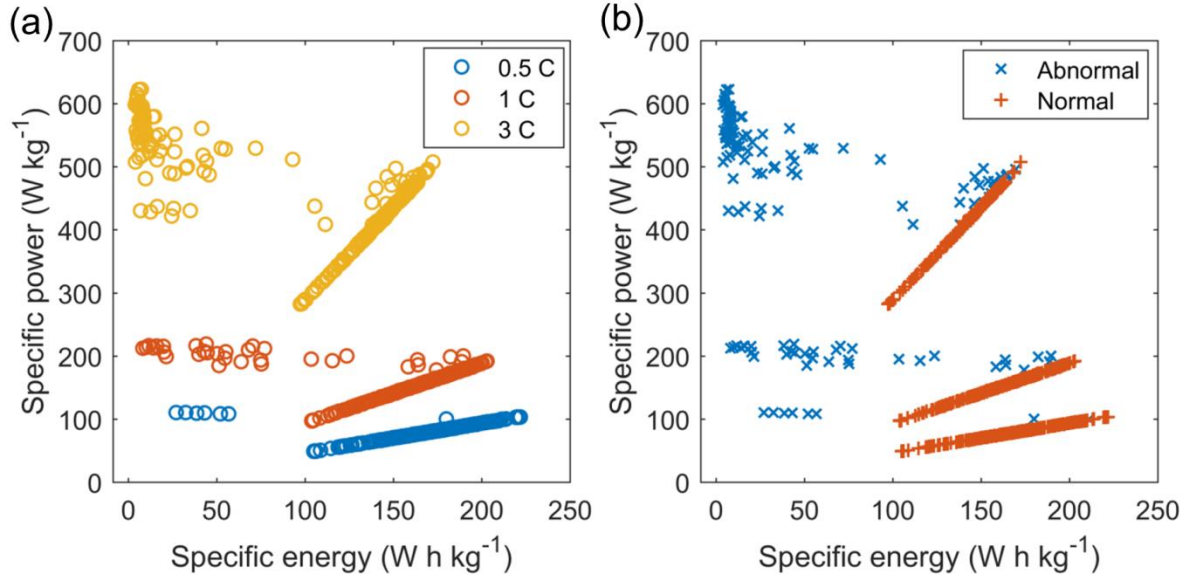 (a)
700
600
500
400
300
200
100
0
0 50 100 150 200 250
Specific power (W kg⁻¹)
Specific energy (W h kg⁻¹)
0.5 C
1 C
3 C
(b)
700
600
500
400
300
200
100
0
0 50 100 150 200 250
Specific power (W kg⁻¹)
Specific energy (W h kg⁻¹)
Abnormal
Normal